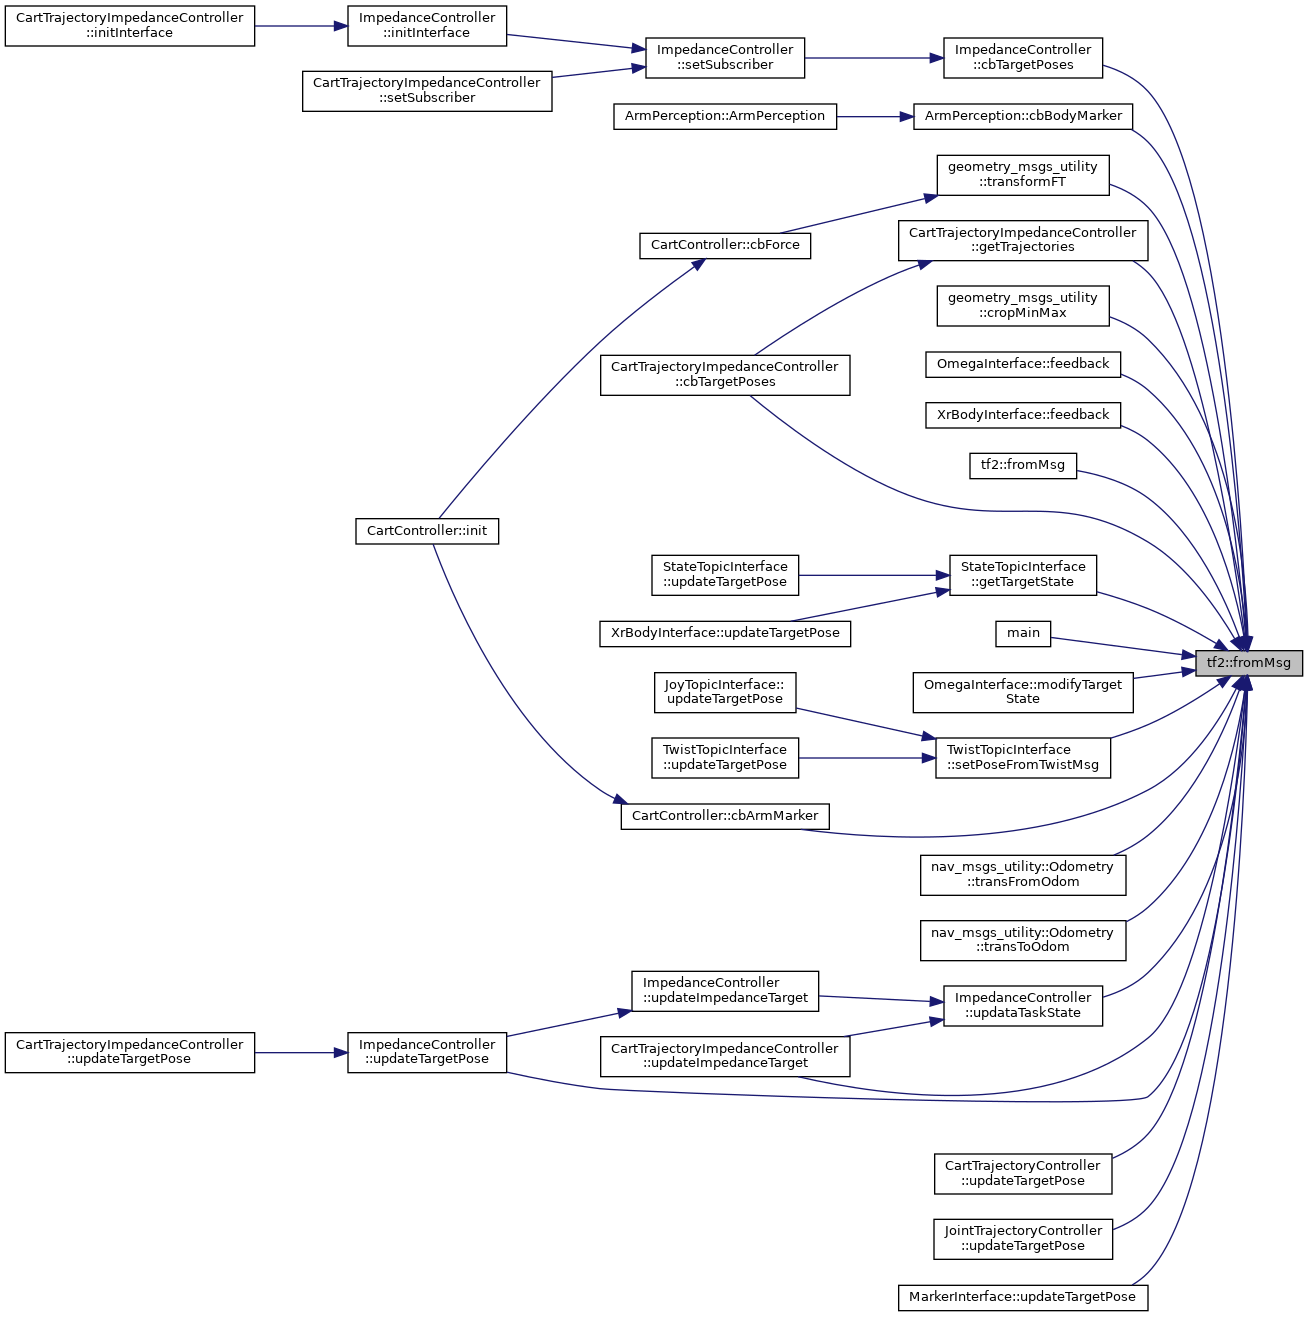 CartTrajectoryImpedanceController
::initInterface
ImpedanceController
::initInterface
ImpedanceController
::setSubscriber
ImpedanceController
::cbTargetPoses
CartTrajectoryImpedanceController
::setSubscriber
ArmPerception::ArmPerception
ArmPerception::cbBodyMarker
geometry_msgs_utility
::transformFT
CartController::cbForce
CartTrajectoryImpedanceController
::getTrajectories
geometry_msgs_utility
::cropMinMax
CartTrajectoryImpedanceController
::cbTargetPoses
OmegaInterface::feedback
XrBodyInterface::feedback
tf2::fromMsg
CartController::init
StateTopicInterface
::updateTargetPose
StateTopicInterface
::getTargetState
XrBodyInterface::updateTargetPose
main
tf2::fromMsg
JoyTopicInterface::
updateTargetPose
OmegaInterface::modifyTarget
State
TwistTopicInterface
::updateTargetPose
TwistTopicInterface
::setPoseFromTwistMsg
CartController::cbArmMarker
nav_msgs_utility::Odometry
::transFromOdom
nav_msgs_utility::Odometry
::transToOdom
ImpedanceController
::updateImpedanceTarget
ImpedanceController
::updataTaskState
CartTrajectoryImpedanceController
::updateTargetPose
ImpedanceController
::updateTargetPose
CartTrajectoryImpedanceController
::updateImpedanceTarget
CartTrajectoryController
::updateTargetPose
JointTrajectoryController
::updateTargetPose
MarkerInterface::updateTargetPose